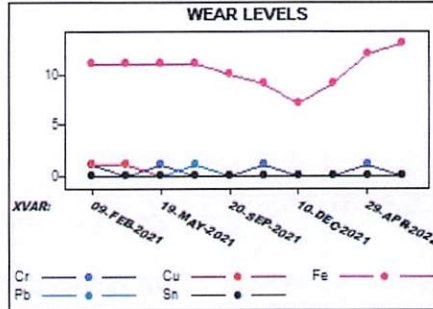 WEAR LEVELS
10
5
0
XVAR:
09-FEB-2021
19-MAY-2021
20-SEP-2021
10-DEC-2021
29-APR-2022
Cr Cu Fe
Pb Sn